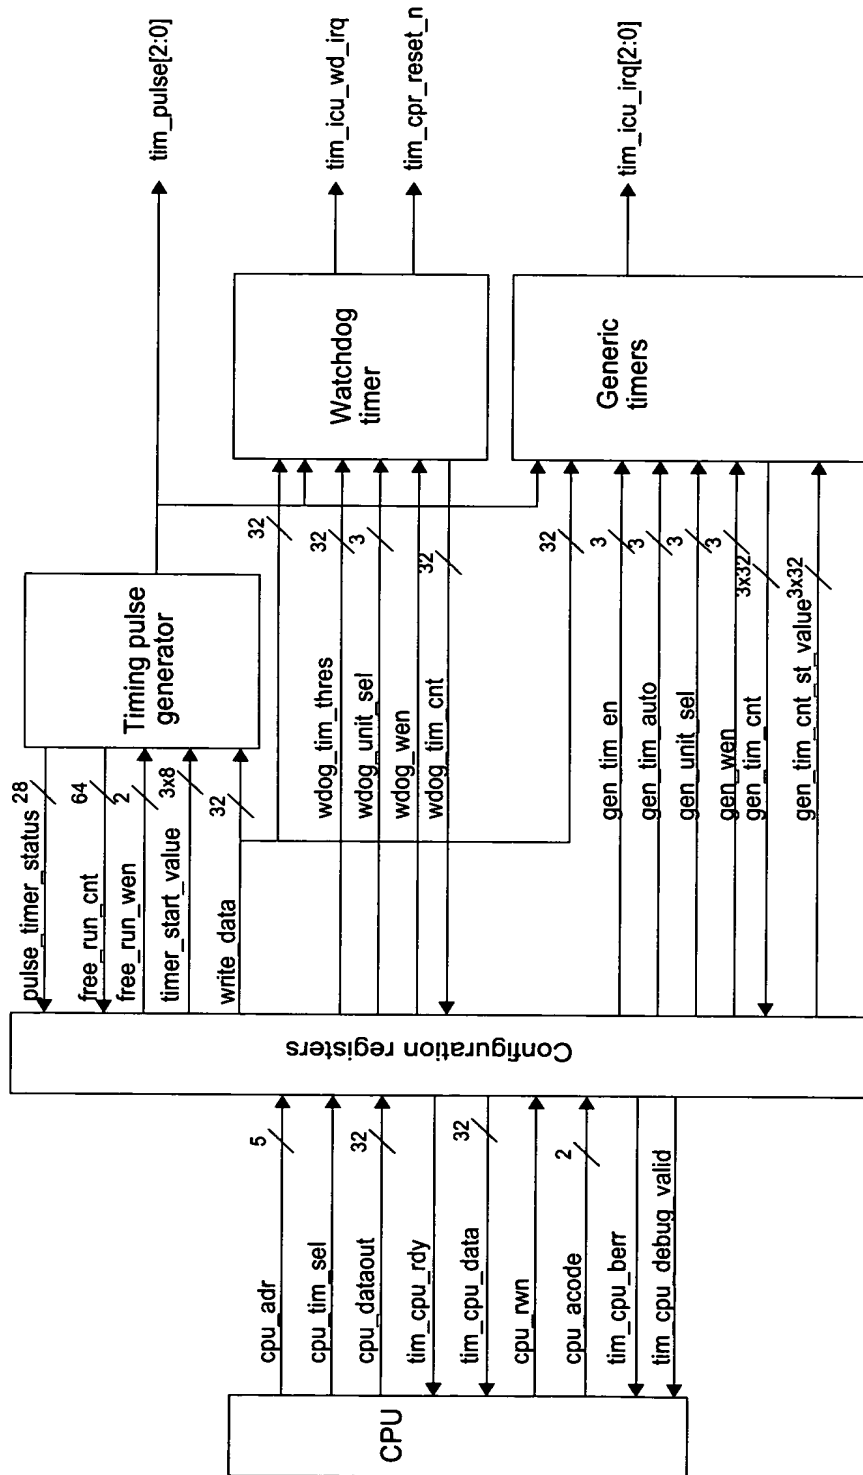 tim_pulse[2:0]
tim_icu_wd_irq
tim_cpr_reset_n
tim_icu_irq[2:0]
Timing pulse
generator
Watchdog
timer
Generic
timers
pulse_timer_status
28
free_run_cnt
64
free_run_wen
2
timer_start_value
3x8
write_data
32
32
wdog_tim_thres
32
wdog_unit_sel
3
wdog_wen
wdog_tim_cnt
32
32
gen_tim_en
3
gen_tim_auto
3
gen_unit_sel
3
gen_wen
3
gen_tim_cnt
3x32
gen_tim_cnt_st_value
3x32
Configuration registers
cpu_adr
5
cpu_tim_sel
cpu_dataout
32
tim_cpu_rdy
tim_cpu_data
32
cpu_rwn
cpu_acode
2
tim_cpu_berr
tim_cpu_debug_valid
CPU